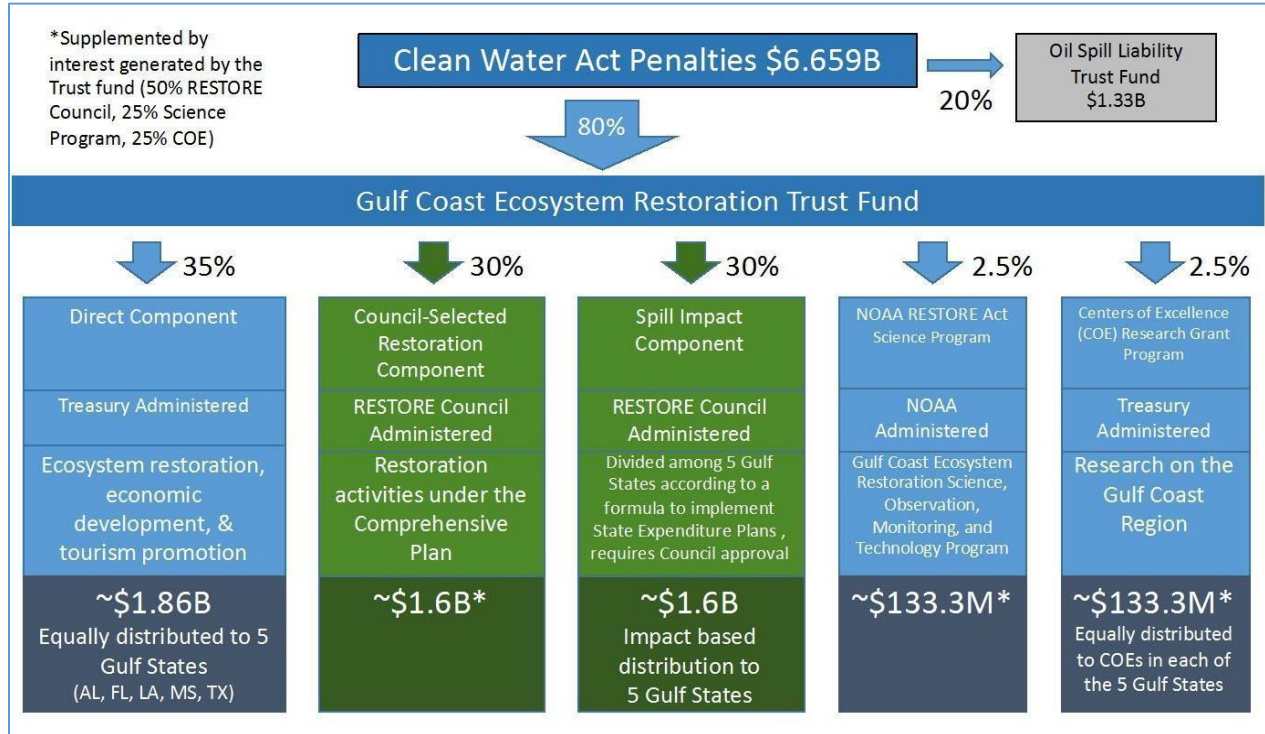 *Supplemented by
interest generated by the
Trust fund (50% RESTORE
Council, 25% Science
Program, 25% COE)
Clean Water Act Penalties $6.659B
20%
Oil Spill Liability
Trust Fund
$1.33B
80%
Gulf Coast Ecosystem Restoration Trust Fund
35%
Direct Component
Treasury Administered
Ecosystem restoration,
economic
development, &
tourism promotion
~$1.86B
Equally distributed to 5
Gulf States
(AL, FL, LA, MS, TX)
30%
Council-Selected
Restoration
Component
RESTORE Council
Administered
Restoration
activities under the
Comprehensive
Plan
~$1.6B*
30%
Spill Impact
Component
RESTORE Council
Administered
Divided among 5 Gulf
States according to a
formula to implement
State Expenditure Plans ,
requires Council approval
~$1.6B
Impact based
distribution to
5 Gulf States
2.5%
NOAA RESTORE Act
Science Program
NOAA
Administered
Gulf Coast Ecosystem
Restoration Science,
Observation,
Monitoring, and
Technology Program
~$133.3M*
2.5%
Centers of Excellence
(COE) Research Grant
Program
Treasury
Administered
Research on the
Gulf Coast
Region
~$133.3M*
Equally distributed
to COEs in each of
the 5 Gulf States